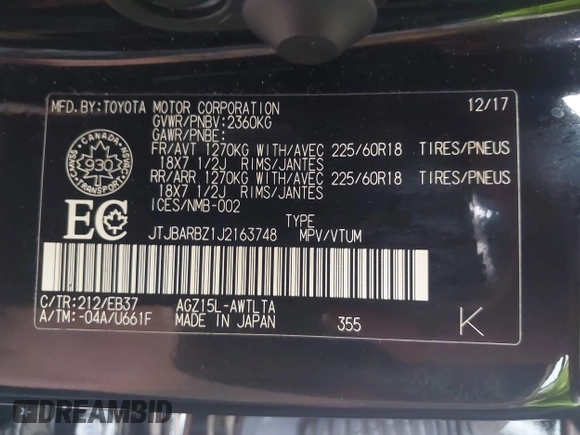 MFD.BY:TOYOTA MOTOR CORPORATION 12/17
GVWR/PNBV:2360KG
GAWR/PNBE:
FR/AVT 1270KG WITH/AVEC 225/60R18 TIRES/PNEUS
18X7 1/2J RIMS/JANTES
RR/ARR 1270KG WITH/AVEC 225/60R18 TIRES/PNEUS
18X7 1/2J RIMS/JANTES
ICES/NMB-002
CANADA
930
TRANSPORT
EC
TYPE
JTJBARBZ1J2163748 MPV/VTUM
C/TR:212/EB37 AGZ15L-AWTLTA
A/TM:-04A/U661F MADE IN JAPAN 355 K
DREAMBID